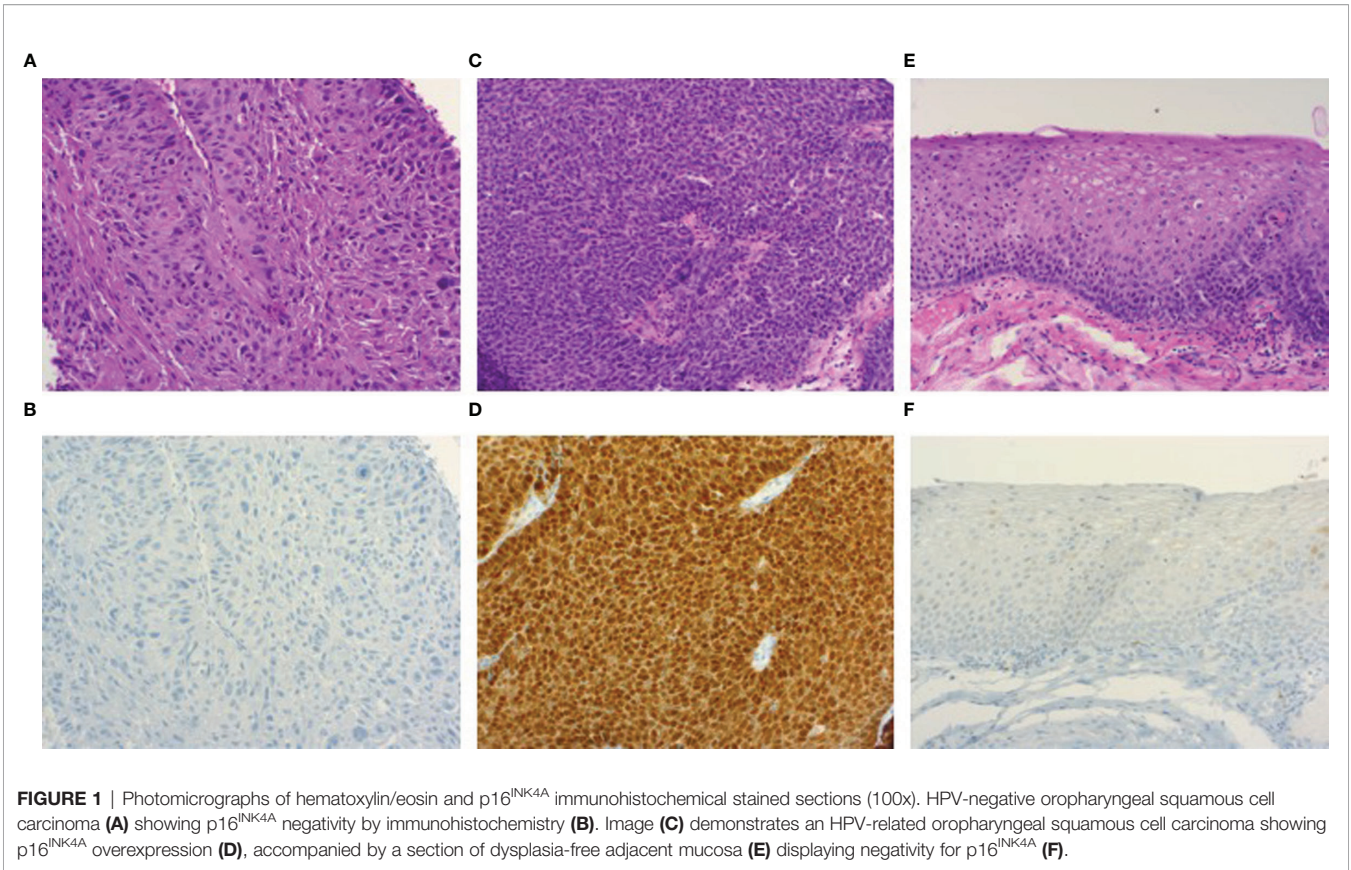 A
C
E
B
D
F
FIGURE 1 | Photomicrographs of hematoxylin/eosin and p16INK4A immunohistochemical stained sections (100x). HPV-negative oropharyngeal squamous cell
carcinoma (A) showing p16INK4A negativity by immunohistochemistry (B). Image (C) demonstrates an HPV-related oropharyngeal squamous cell carcinoma showing
p16INK4A overexpression (D), accompanied by a section of dysplasia-free adjacent mucosa (E) displaying negativity for p16INK4A (F).